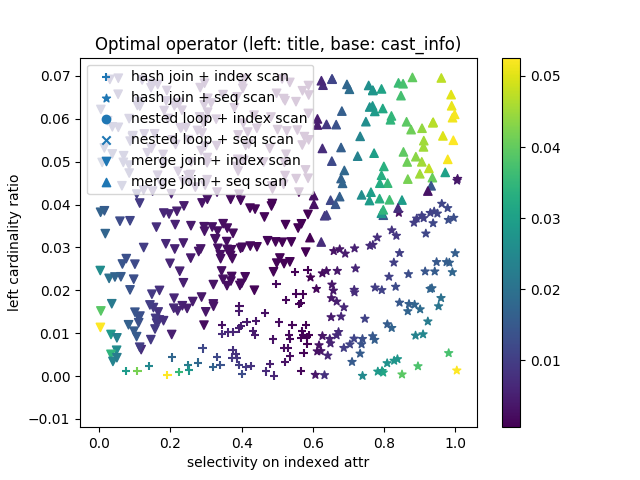 Optimal operator (left: title, base: cast_info)
hash join + index scan
hash join + seq scan
nested loop + index scan
nested loop + seq scan
merge join + index scan
merge join + seq scan
left cardinality ratio
0.07
0.06
0.05
0.04
0.03
0.02
0.01
0.00
−0.01
0.0 0.2 0.4 0.6 0.8 1.0
selectivity on indexed attr
0.05
0.04
0.03
0.02
0.01